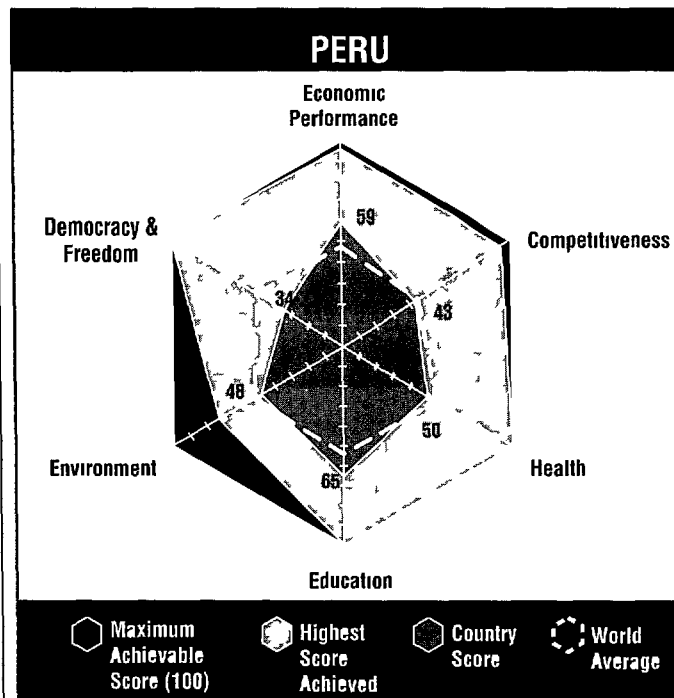 PERU
Economic
Performance
59
Democracy &
Freedom
Competitiveness
34
43
48
50
Environment
65
Health
Education
Maximum
Achievable
Score (100)
Highest
Score
Achieved
Country
Score
World
Average